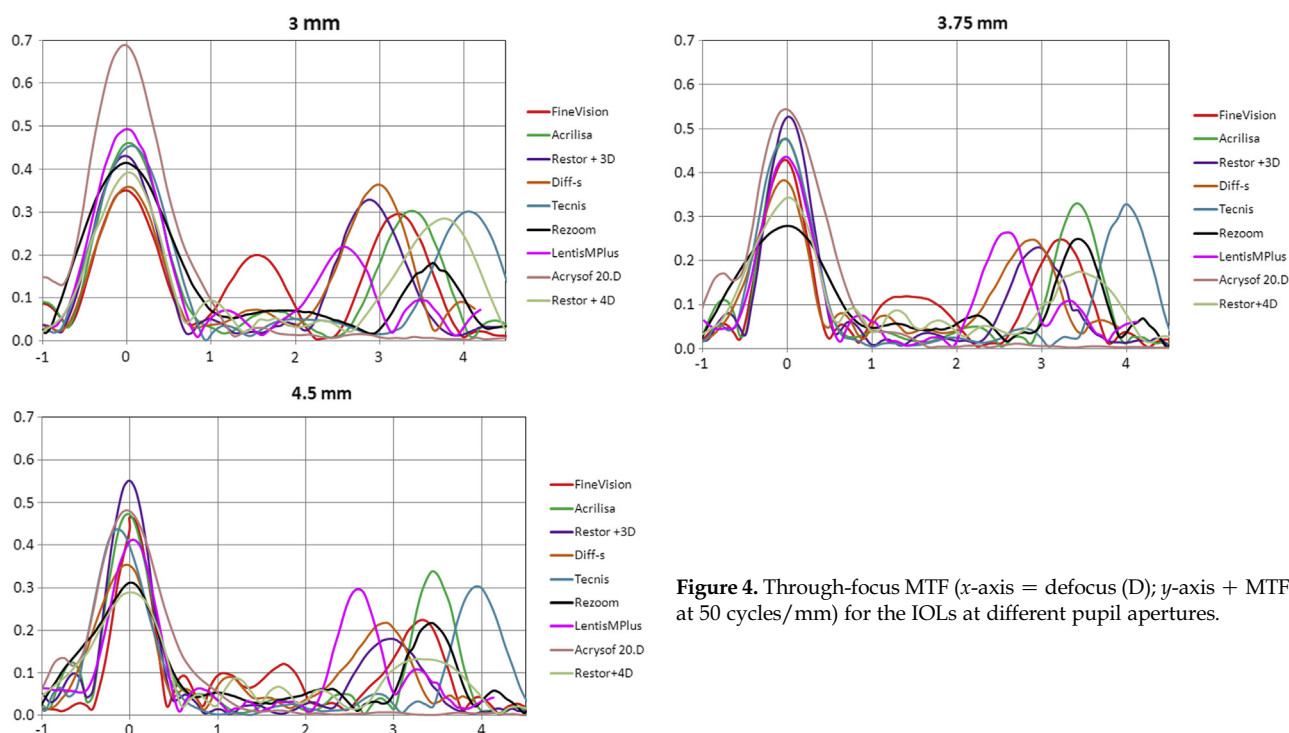 3 mm
0.7
0.6
0.5
0.4
0.3
0.2
0.1
0.0
-1 0 1 2 3 4
FineVision
Acrilisa
Restor + 3D
Diff-s
Tecnis
Rezoom
LentisMPlus
Acrysof 20.D
Restor + 4D
3.75 mm
0.7
0.6
0.5
0.4
0.3
0.2
0.1
0.0
-1 0 1 2 3 4
FineVision
Acrilisa
Restor +3D
Diff-s
Tecnis
Rezoom
LentisMPlus
Acrysof 20.D
Restor+4D
4.5 mm
0.7
0.6
0.5
0.4
0.3
0.2
0.1
0.0
-1 0 1 2 3 4
FineVision
Acrilisa
Restor +3D
Diff-s
Tecnis
Rezoom
LentisMPlus
Acrysof 20.D
Restor+4D
Figure 4. Through-focus MTF (x-axis = defocus (D); y-axis + MTF
at 50 cycles/mm) for the IOLs at different pupil apertures.